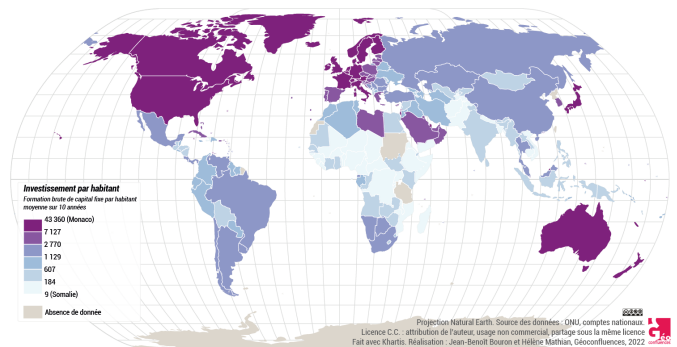 Investissement par habitant
Formation brute de capital fixe par habitant
moyenne sur 10 années
43 360 (Monaco)
7 127
2 770
1 129
607
184
9 (Somalie)
Absence de donnée
Projection Natural Earth. Source des données : ONU, comptes nationaux.
Licence C.C. : attribution de l'auteur, usage non commercial, partage sous la même licence
Fait avec Khartis. Réalisation : Jean-Benoît Bouron et Hélène Mathian, Géoconfluences, 2022
Géo
confluences